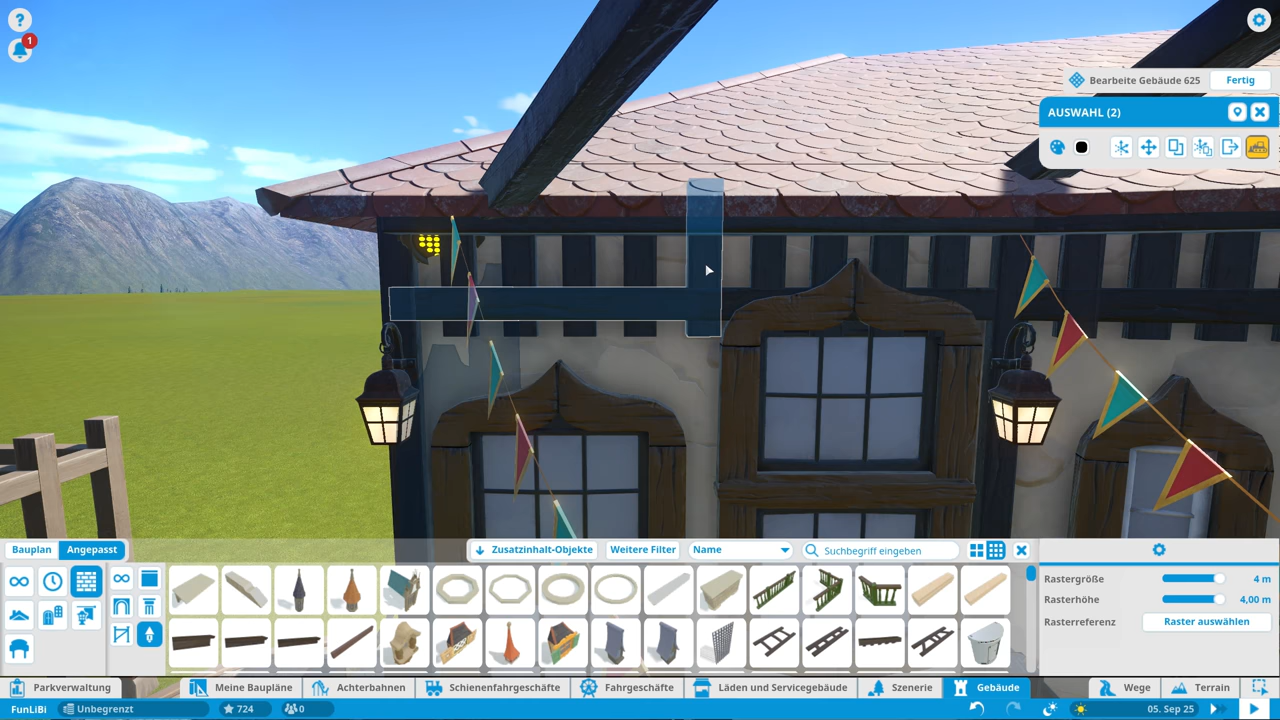 ?
1
Bearbeite Gebäude 625
Fertig
AUSWAHL (2)
Bauplan
Angepasst
Zusatzinhalt-Objekte
Weitere Filter
Name
Suchbegriff eingeben
Rastergröße
4 m
Rasterhöhe
4,00 m
Rasterreferenz
Raster auswählen
Parkverwaltung
Meine Baupläne
Achterbahnen
Schienenfahrgeschäfte
Fahrgeschäfte
Läden und Servicegebäude
Szenerie
Gebäude
Wege
Terrain
FunLiBi
Unbegrenzt
724
0
05. Sep 25